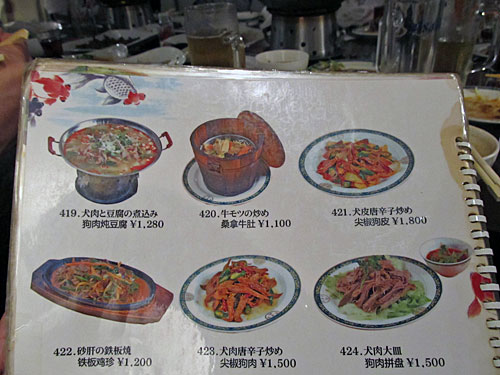 419. 犬肉と豆腐の煮込み
狗肉炖豆腐 ¥1,280
420. 牛モツの炒め
桑拿牛肚 ¥1,100
421. 犬皮唐辛子炒め
尖椒狗皮 ¥1,800
422. 砂肝の鉄板焼
铁板鸡珍 ¥1,200
423. 犬肉唐辛子炒め
尖椒狗肉 ¥1,500
424. 犬肉大皿
狗肉拼盘 ¥1,500